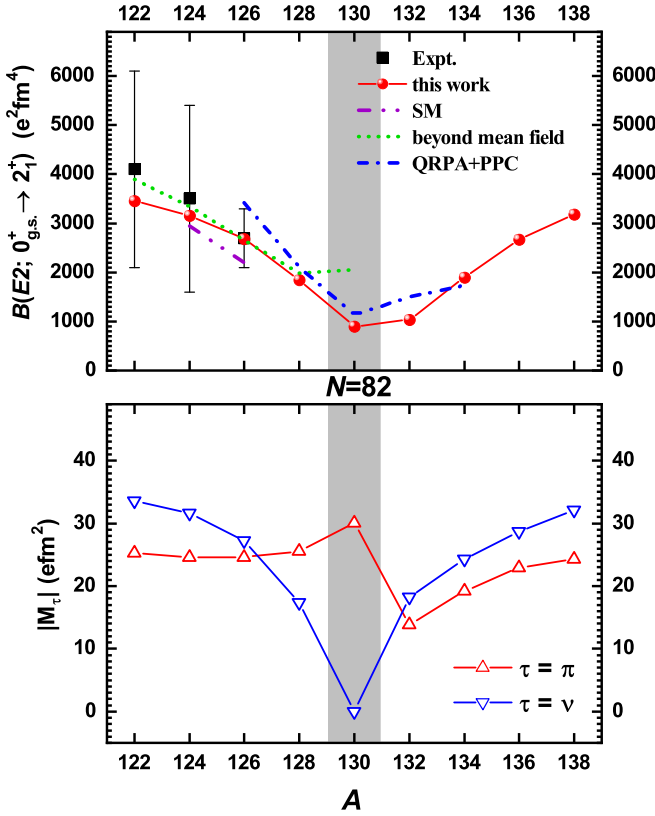 122 124 126 128 130 132 134 136 138
6000 6000
5000 5000
4000 4000
3000 3000
2000 2000
1000 1000
0 0
B(E2; 0⁺g.s.→ 2⁺₁) (e²fm⁴)
Expt.
this work
SM
beyond mean field
QRPA+PPC
N=82
40 40
30 30
20 20
10 10
0 0
|Mτ| (efm²)
τ = π
τ = ν
122 124 126 128 130 132 134 136 138
A